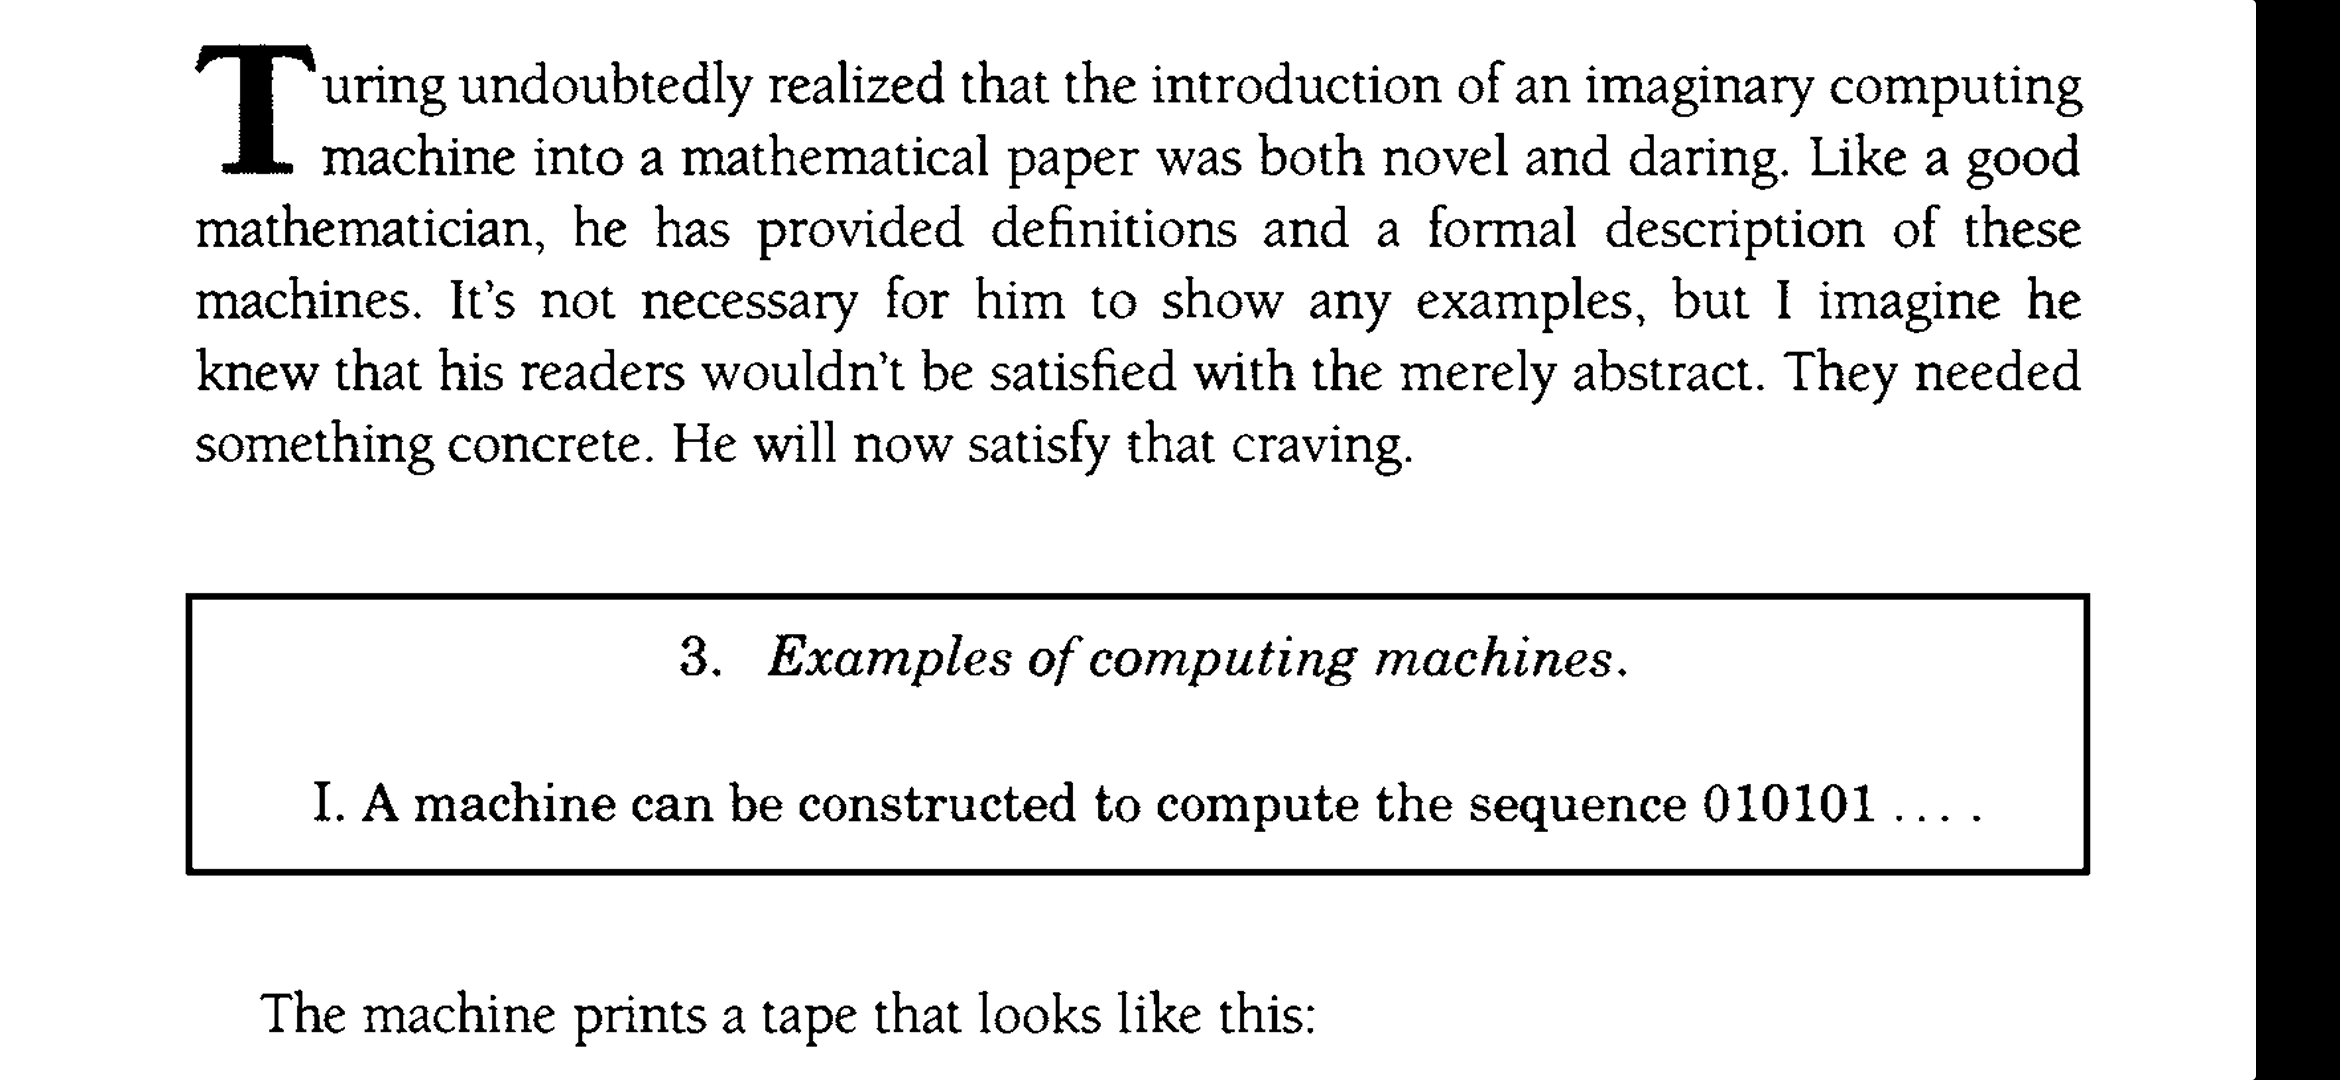 Turing undoubtedly realized that the introduction of an imaginary computing
machine into a mathematical paper was both novel and daring. Like a good
mathematician, he has provided definitions and a formal description of these
machines. It’s not necessary for him to show any examples, but I imagine he
knew that his readers wouldn’t be satisfied with the merely abstract. They needed
something concrete. He will now satisfy that craving.
3. Examples of computing machines.
I. A machine can be constructed to compute the sequence 010101 . . . .
The machine prints a tape that looks like this: